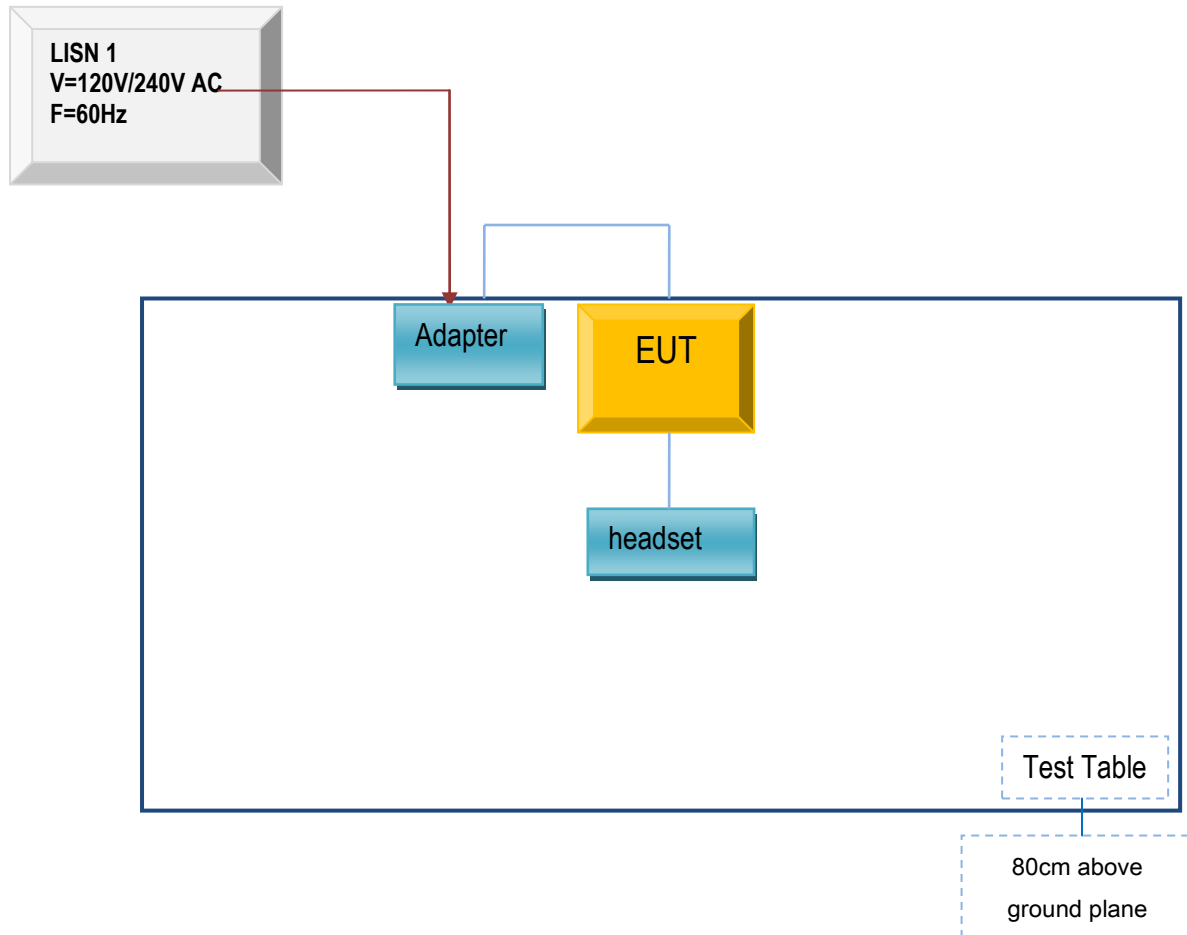 LISN 1
V=120V/240V AC
F=60Hz
Adapter
EUT
headset
Test Table
80cm above
ground plane